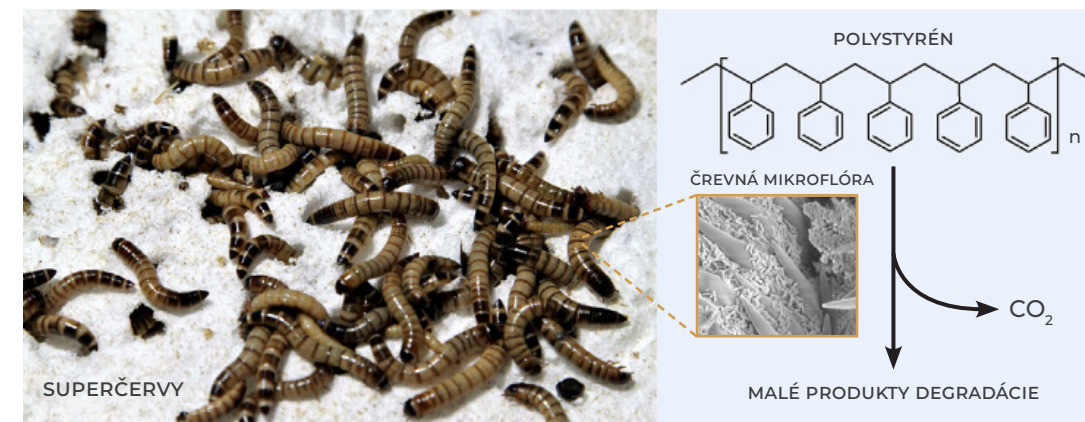 POLYSTYRÉN
n
ČREVNÁ MIKROFLÓRA
CO2
SUPERČERVY
MALÉ PRODUKTY DEGRADÁCIE